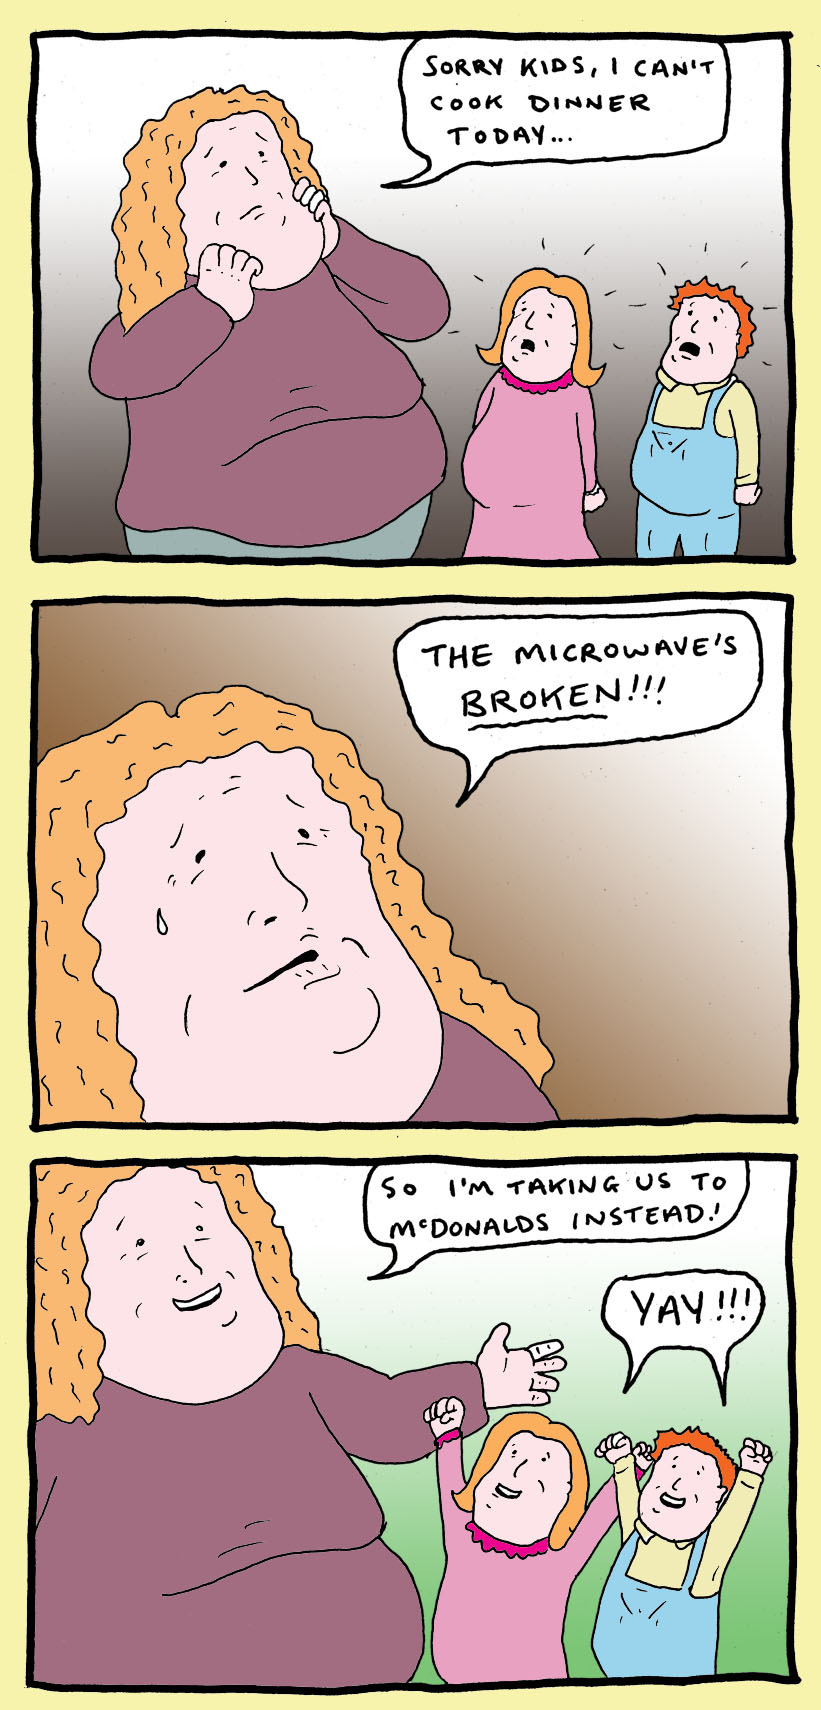 SORRY KIDS, I CAN'T
COOK DINNER
TODAY...
THE MICROWAVE'S
BROKEN!!!
SO I'M TAKING US TO
McDONALDS INSTEAD!
YAY!!!